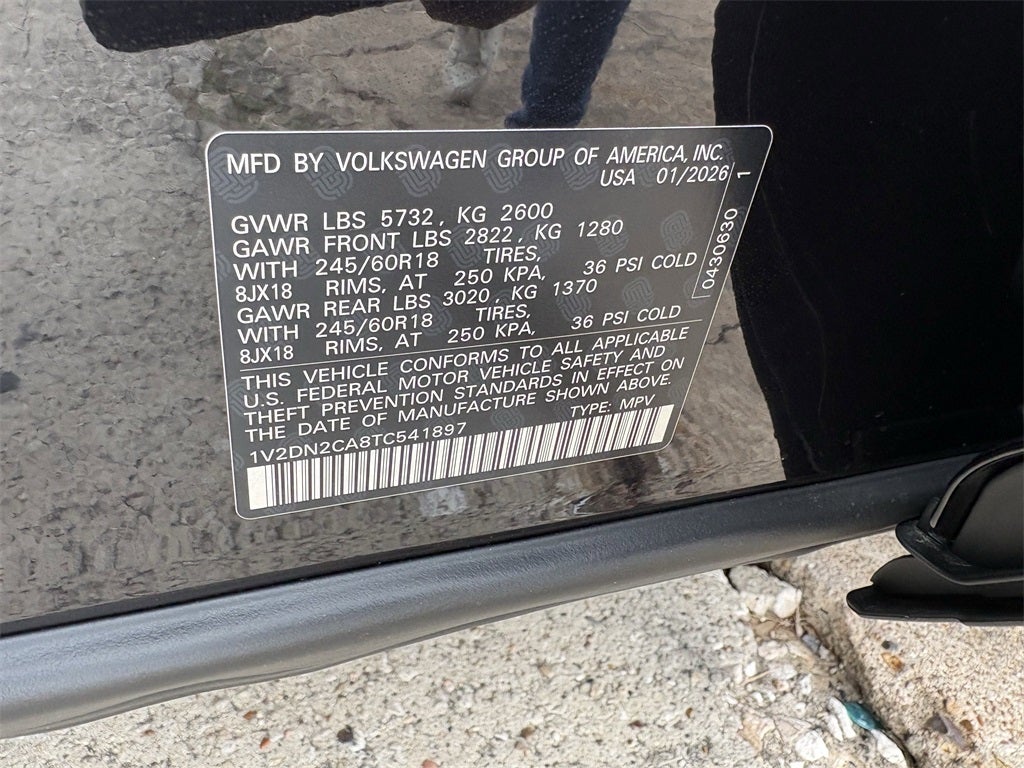 MFD BY VOLKSWAGEN GROUP OF AMERICA, INC.
USA 01/2026
1
0430630
GVWR LBS 5732, KG 2600
GAWR FRONT LBS 2822, KG 1280
WITH 245/60R18 TIRES,
8JX18 RIMS, AT 250 KPA, 36 PSI COLD
GAWR REAR LBS 3020, KG 1370
WITH 245/60R18 TIRES,
8JX18 RIMS, AT 250 KPA, 36 PSI COLD
THIS VEHICLE CONFORMS TO ALL APPLICABLE
U.S. FEDERAL MOTOR VEHICLE SAFETY AND
THEFT PREVENTION STANDARDS IN EFFECT ON
THE DATE OF MANUFACTURE SHOWN ABOVE.
1V2DN2CA8TC541897 TYPE: MPV